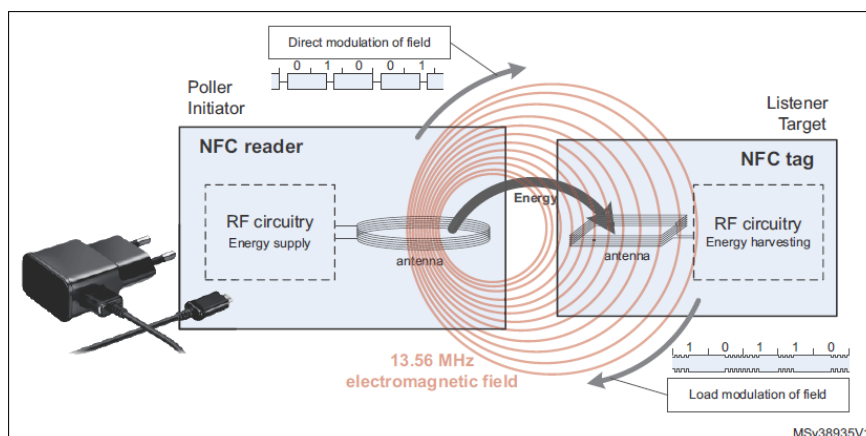 Direct modulation of field
0 1 0 0 1
Poller
Initiator
Listener
Target
NFC reader
NFC tag
RF circuitry
Energy supply
antenna
Energy
RF circuitry
Energy harvesting
antenna
13.56 MHz
electromagnetic field
1 0 1 1 0
Load modulation of field